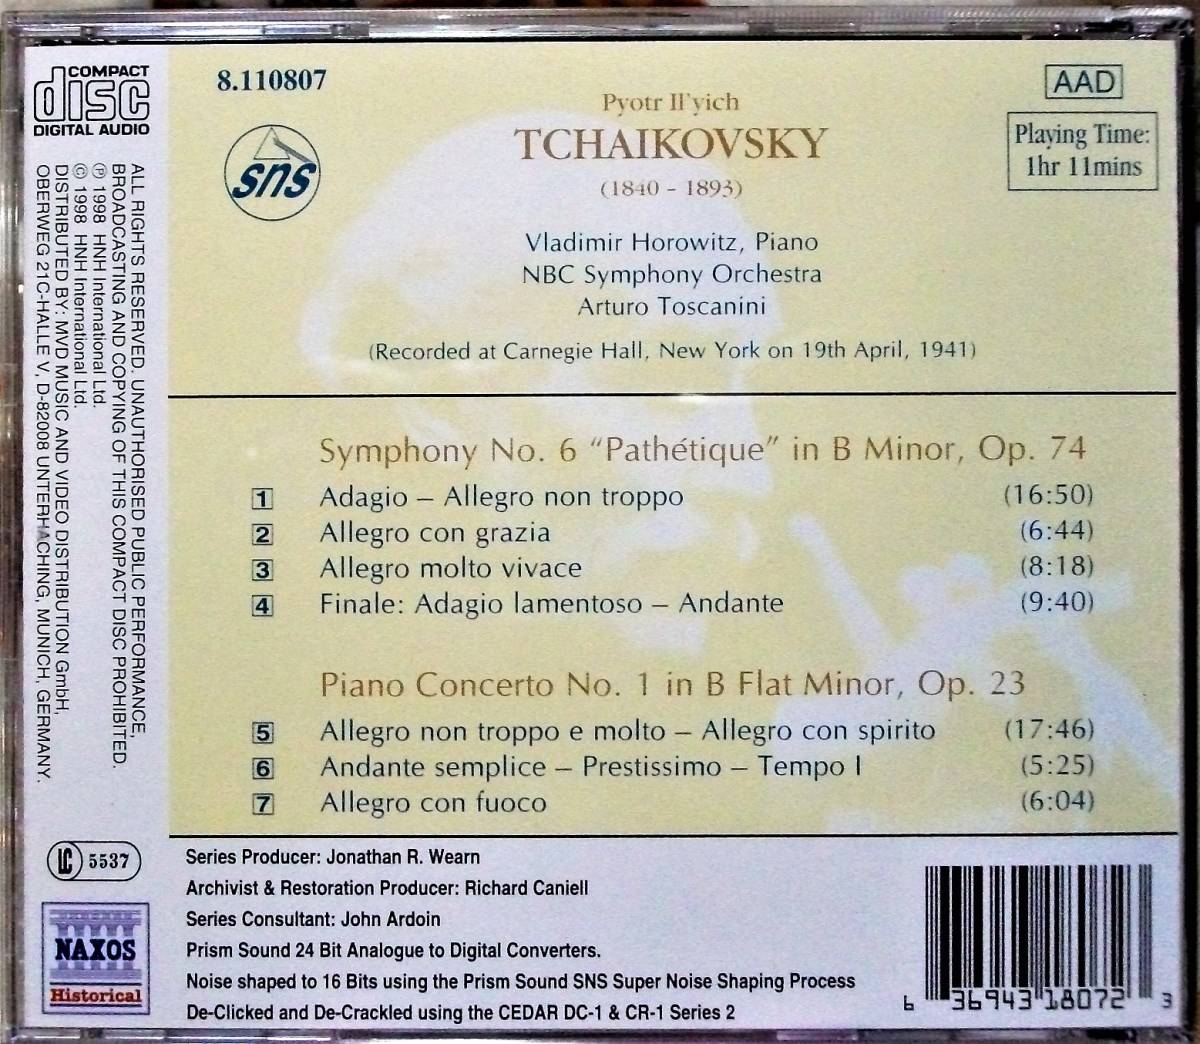 COMPACT
disc
DIGITAL AUDIO
8.110807
sns
AAD
Playing Time:
1hr 11mins
Pyotr Il'yich
TCHAIKOVSKY
(1840 - 1893)
Vladimir Horowitz, Piano
NBC Symphony Orchestra
Arturo Toscanini
(Recorded at Carnegie Hall, New York on 19th April, 1941)
Symphony No. 6 “Pathétique” in B Minor, Op. 74
1 Adagio – Allegro non troppo (16:50)
2 Allegro con grazia (6:44)
3 Allegro molto vivace (8:18)
4 Finale: Adagio lamentoso – Andante (9:40)
Piano Concerto No. 1 in B Flat Minor, Op. 23
5 Allegro non troppo e molto – Allegro con spirito (17:46)
6 Andante semplice – Prestissimo – Tempo I (5:25)
7 Allegro con fuoco (6:04)
ALL RIGHTS RESERVED. UNAUTHORISED PUBLIC PERFORMANCE,
BROADCASTING AND COPYING OF THIS COMPACT DISC PROHIBITED.
℗ 1998 HNH International Ltd.
© 1998 HNH International Ltd.
DISTRIBUTED BY: MVD MUSIC AND VIDEO DISTRIBUTION GmbH,
OBERWEG 21C-HALLE V, D-82008 UNTERHACHING, MUNICH, GERMANY.
LC 5537
NAXOS
Historical
Series Producer: Jonathan R. Wearn
Archivist & Restoration Producer: Richard Caniell
Series Consultant: John Ardoin
Prism Sound 24 Bit Analogue to Digital Converters.
Noise shaped to 16 Bits using the Prism Sound SNS Super Noise Shaping Process
De-Clicked and De-Crackled using the CEDAR DC-1 & CR-1 Series 2
6 36943 18072 3